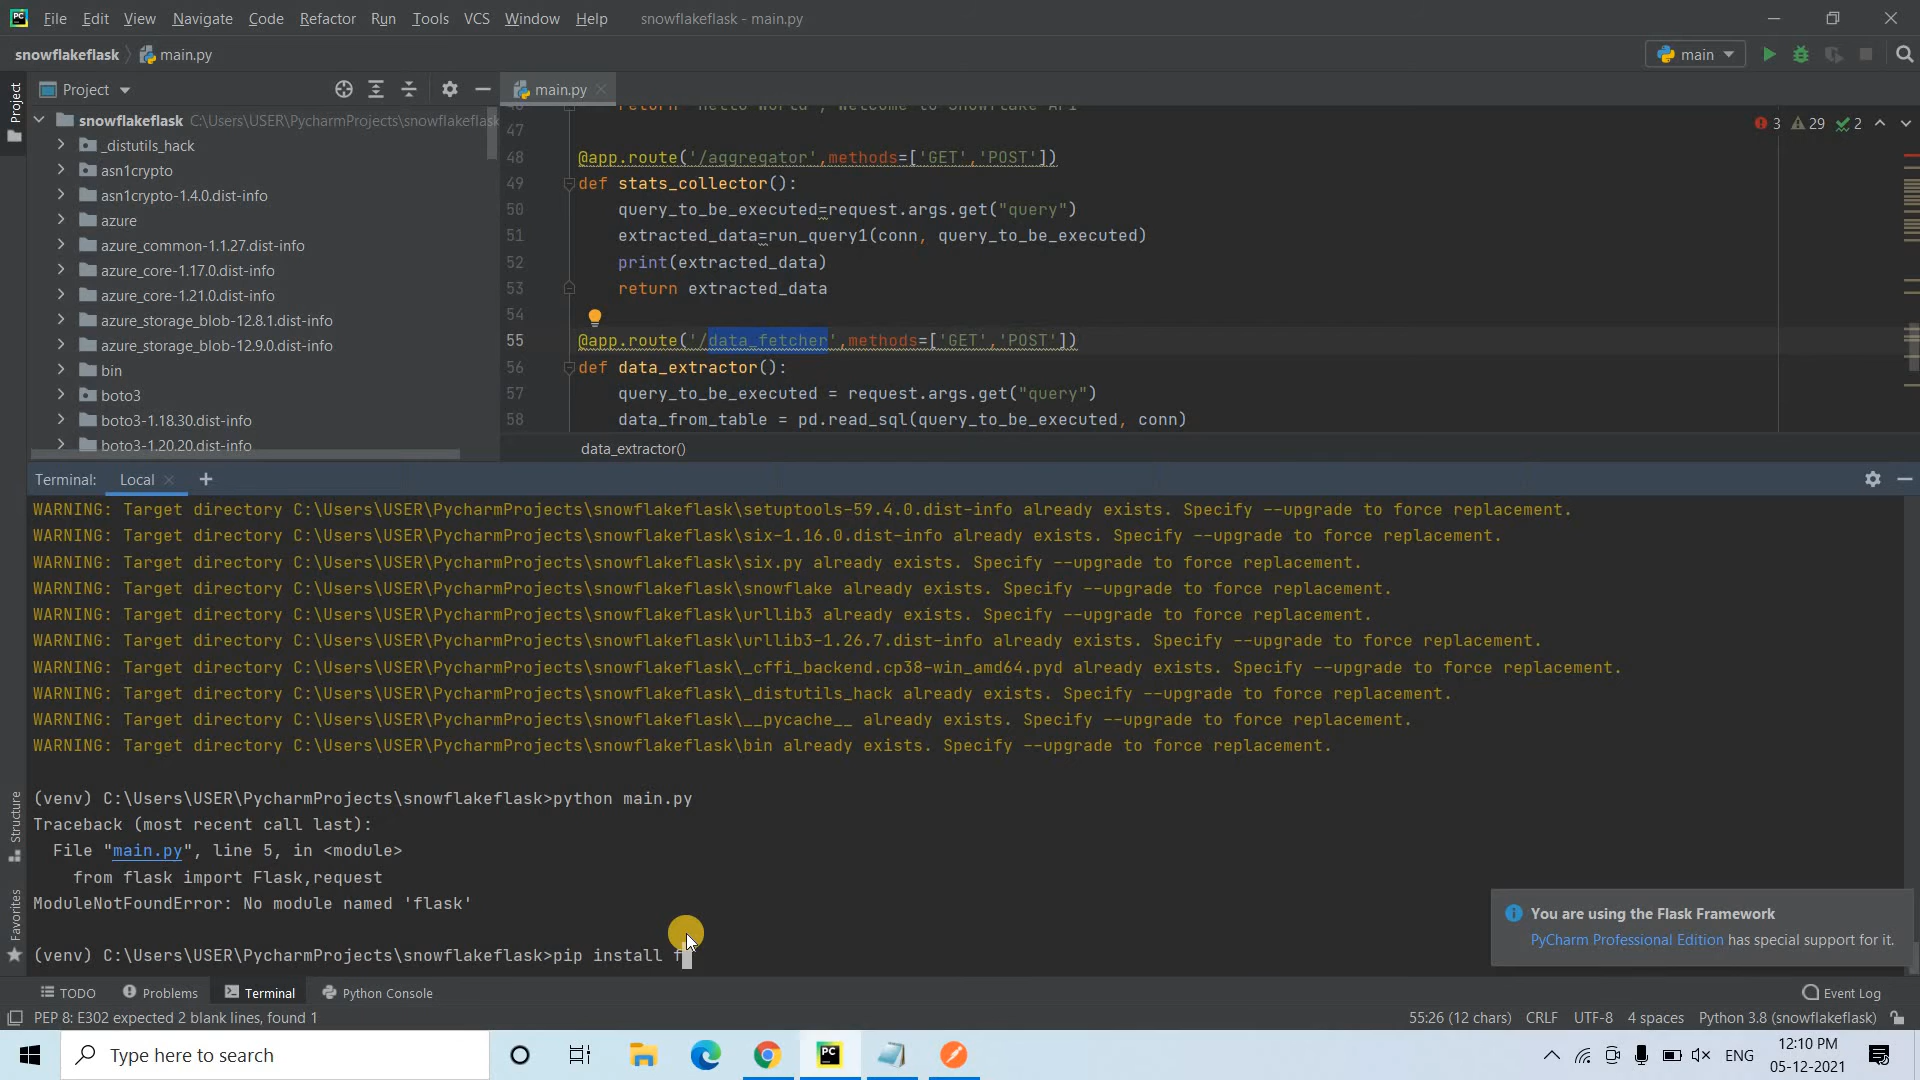 File Edit View Navigate Code Refactor Run Tools VCS Window Help snowflakeflask - main.py
snowflakeflask main.py main
Project
Project main.py
snowflakeflask C:\Users\USER\PycharmProjects\snowflakeflask
_distutils_hack
asn1crypto
asn1crypto-1.4.0.dist-info
azure
azure_common-1.1.27.dist-info
azure_core-1.17.0.dist-info
azure_core-1.21.0.dist-info
azure_storage_blob-12.8.1.dist-info
azure_storage_blob-12.9.0.dist-info
bin
boto3
boto3-1.18.30.dist-info
boto3-1.20.20.dist-info
3 29 2
47
48 @app.route('/aggregator',methods=['GET','POST'])
49 def stats_collector():
50 query_to_be_executed=request.args.get("query")
51 extracted_data=run_query1(conn, query_to_be_executed)
52 print(extracted_data)
53 return extracted_data
54
55 @app.route('/data_fetcher',methods=['GET','POST'])
56 def data_extractor():
57 query_to_be_executed = request.args.get("query")
58 data_from_table = pd.read_sql(query_to_be_executed, conn)
data_extractor()
Terminal: Local
WARNING: Target directory C:\Users\USER\PycharmProjects\snowflakeflask\setuptools-59.4.0.dist-info already exists. Specify --upgrade to force replacement.
WARNING: Target directory C:\Users\USER\PycharmProjects\snowflakeflask\six-1.16.0.dist-info already exists. Specify --upgrade to force replacement.
WARNING: Target directory C:\Users\USER\PycharmProjects\snowflakeflask\six.py already exists. Specify --upgrade to force replacement.
WARNING: Target directory C:\Users\USER\PycharmProjects\snowflakeflask\snowflake already exists. Specify --upgrade to force replacement.
WARNING: Target directory C:\Users\USER\PycharmProjects\snowflakeflask\urllib3 already exists. Specify --upgrade to force replacement.
WARNING: Target directory C:\Users\USER\PycharmProjects\snowflakeflask\urllib3-1.26.7.dist-info already exists. Specify --upgrade to force replacement.
WARNING: Target directory C:\Users\USER\PycharmProjects\snowflakeflask\_cffi_backend.cp38-win_amd64.pyd already exists. Specify --upgrade to force replacement.
WARNING: Target directory C:\Users\USER\PycharmProjects\snowflakeflask\_distutils_hack already exists. Specify --upgrade to force replacement.
WARNING: Target directory C:\Users\USER\PycharmProjects\snowflakeflask\__pycache__ already exists. Specify --upgrade to force replacement.
WARNING: Target directory C:\Users\USER\PycharmProjects\snowflakeflask\bin already exists. Specify --upgrade to force replacement.
(venv) C:\Users\USER\PycharmProjects\snowflakeflask>python main.py
Traceback (most recent call last):
File "main.py", line 5, in <module>
from flask import Flask,request
ModuleNotFoundError: No module named 'flask'
(venv) C:\Users\USER\PycharmProjects\snowflakeflask>pip install f
Structure
Favorites
You are using the Flask Framework
PyCharm Professional Edition has special support for it.
TODO Problems Terminal Python Console Event Log
PEP 8: E302 expected 2 blank lines, found 1 55:26 (12 chars) CRLF UTF-8 4 spaces Python 3.8 (snowflakeflask)
Type here to search
ENG
12:10 PM
05-12-2021